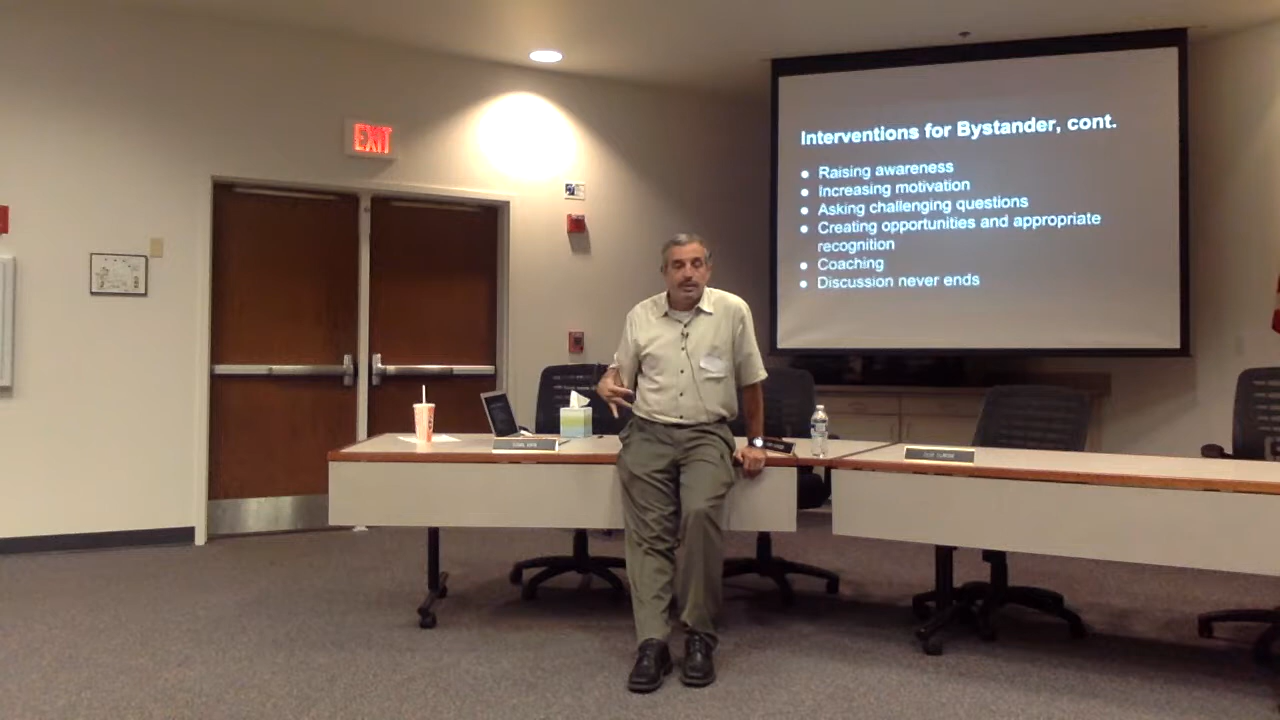 EXIT
Interventions for Bystander, cont.
● Raising awareness
● Increasing motivation
● Asking challenging questions
● Creating opportunities and appropriate
recognition
● Coaching
● Discussion never ends